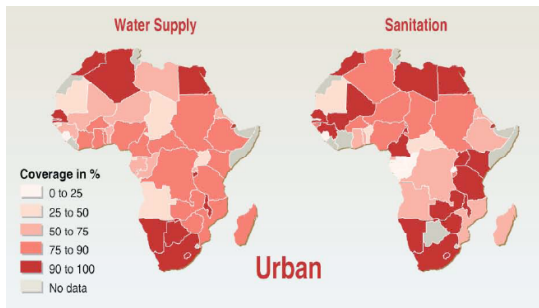 Water Supply
Sanitation
Coverage in %
0 to 25
25 to 50
50 to 75
75 to 90
90 to 100
No data
Urban